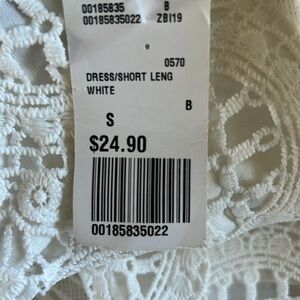 00185835 B
00185835022 ZBI19
0570
DRESS/SHORT LENG
WHITE
B
S
$24.90
00185835022